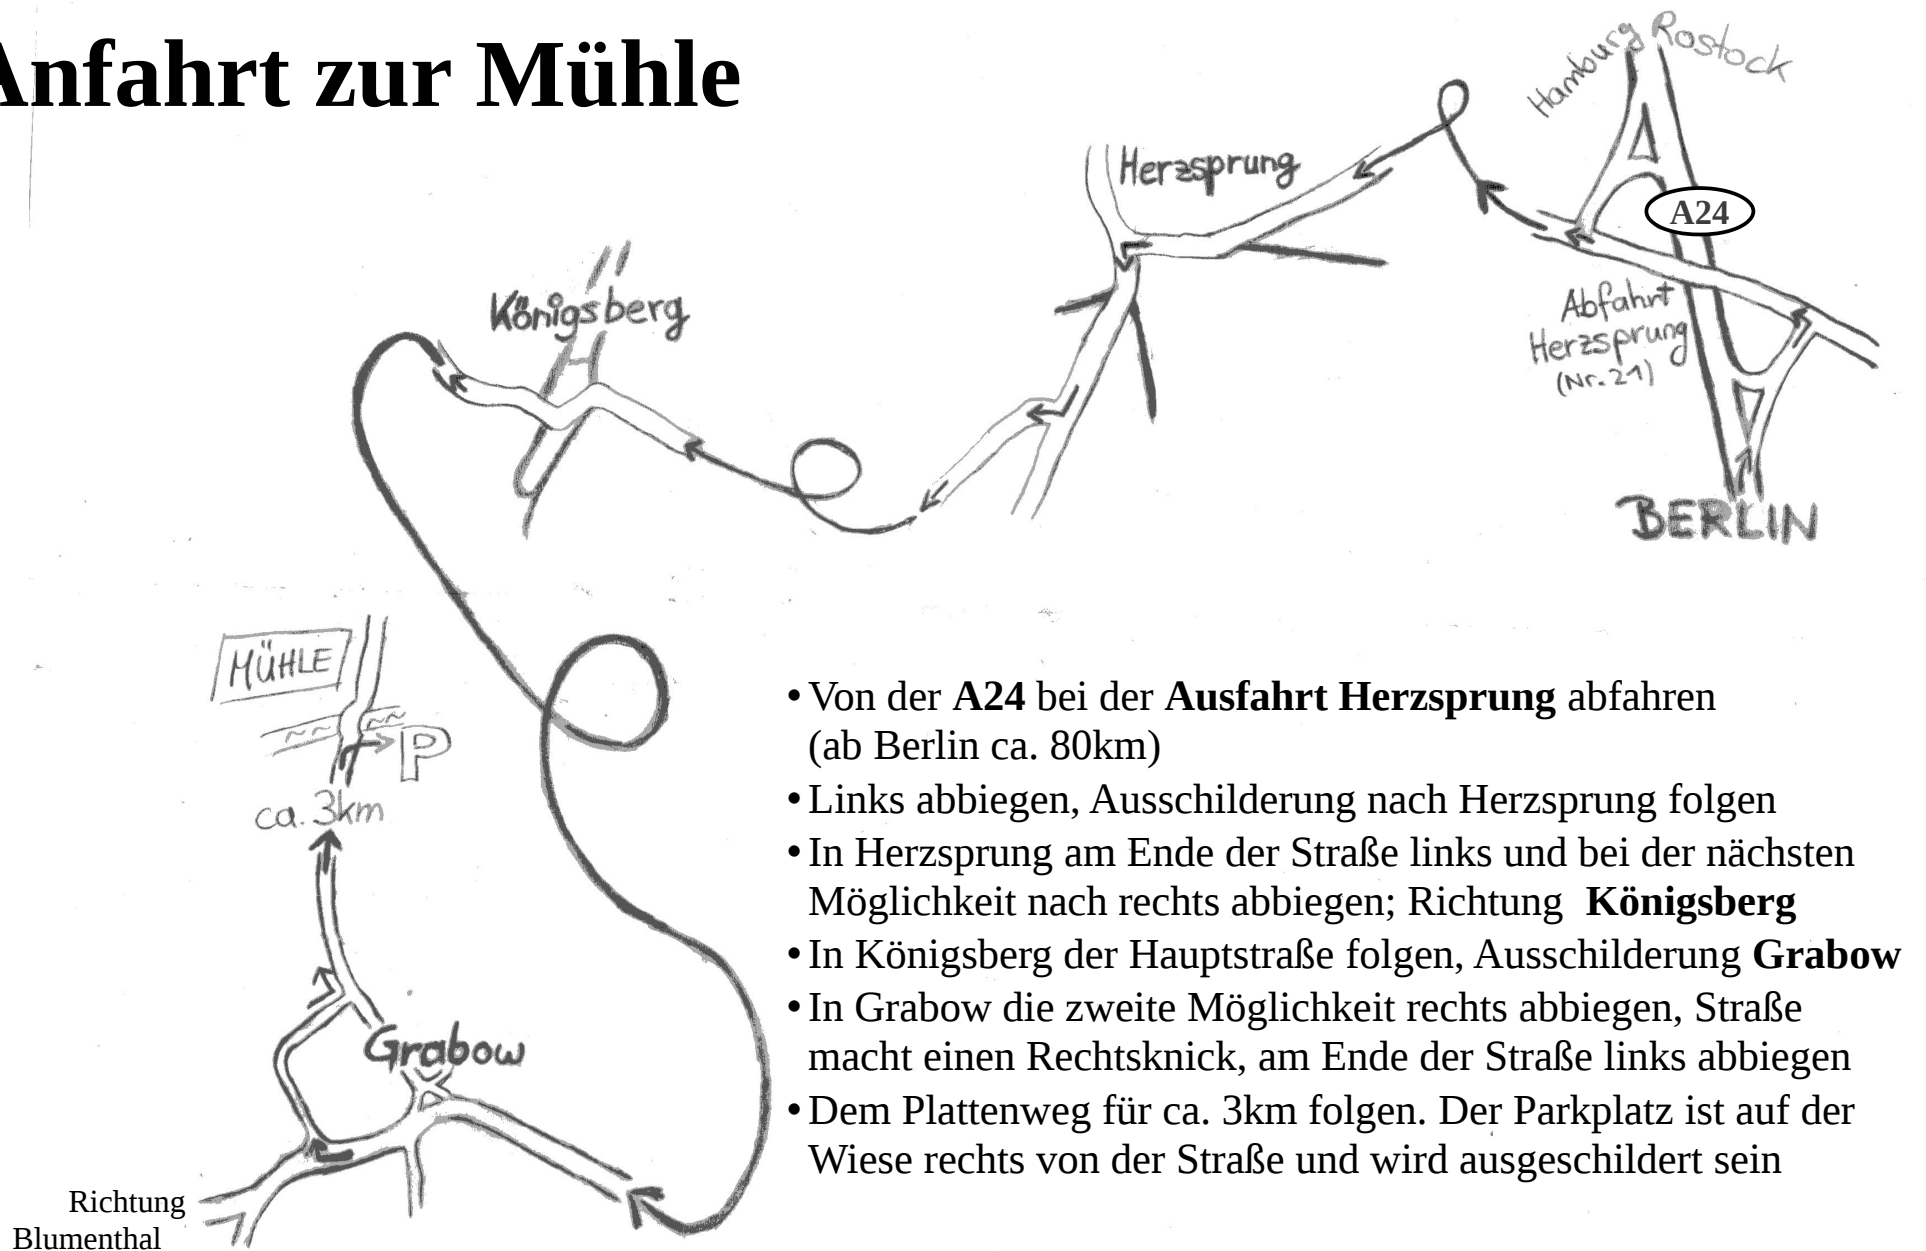 Anfahrt zur Mühle
Hamburg
Rostock
Herzsprung
A24
Königsberg
Abfahrt
Herzsprung
(Nr. 21)
BERLIN
MÜHLE
P
ca. 3km
Grabow
Richtung
Blumenthal
• Von der A24 bei der Ausfahrt Herzsprung abfahren
(ab Berlin ca. 80km)
• Links abbiegen, Ausschilderung nach Herzsprung folgen
• In Herzsprung am Ende der Straße links und bei der nächsten
Möglichkeit nach rechts abbiegen; Richtung Königsberg
• In Königsberg der Hauptstraße folgen, Ausschilderung Grabow
• In Grabow die zweite Möglichkeit rechts abbiegen, Straße
macht einen Rechtsknick, am Ende der Straße links abbiegen
• Dem Plattenweg für ca. 3km folgen. Der Parkplatz ist auf der
Wiese rechts von der Straße und wird ausgeschildert sein